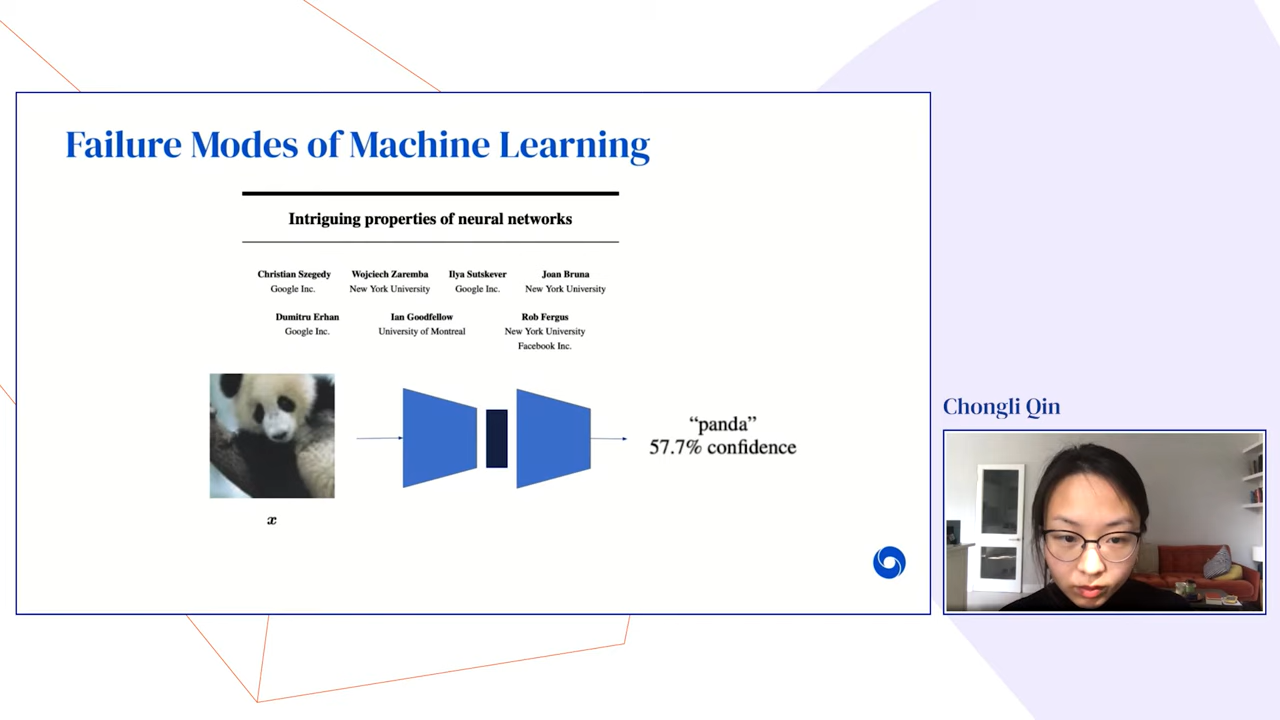 Failure Modes of Machine Learning
Intriguing properties of neural networks
Christian Szegedy Wojciech Zaremba Ilya Sutskever Joan Bruna
Google Inc. New York University Google Inc. New York University
Dumitru Erhan Ian Goodfellow Rob Fergus
Google Inc. University of Montreal New York University
Facebook Inc.
“panda”
57.7% confidence
x
Chongli Qin